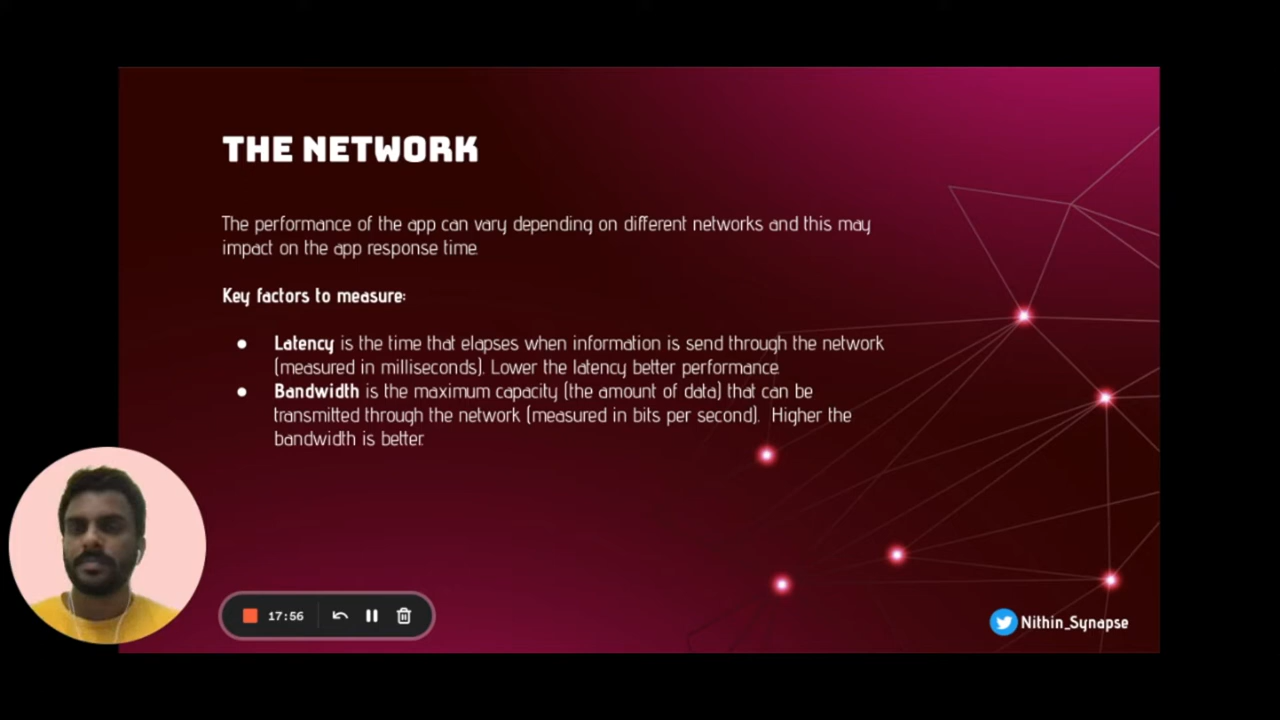 THE NETWORK
The performance of the app can vary depending on different networks and this may
impact on the app response time.
Key factors to measure:
● Latency is the time that elapses when information is send through the network
(measured in milliseconds). Lower the latency better performance.
● Bandwidth is the maximum capacity (the amount of data) that can be
transmitted through the network (measured in bits per second). Higher the
bandwidth is better.
17:56
Nithin_Synapse